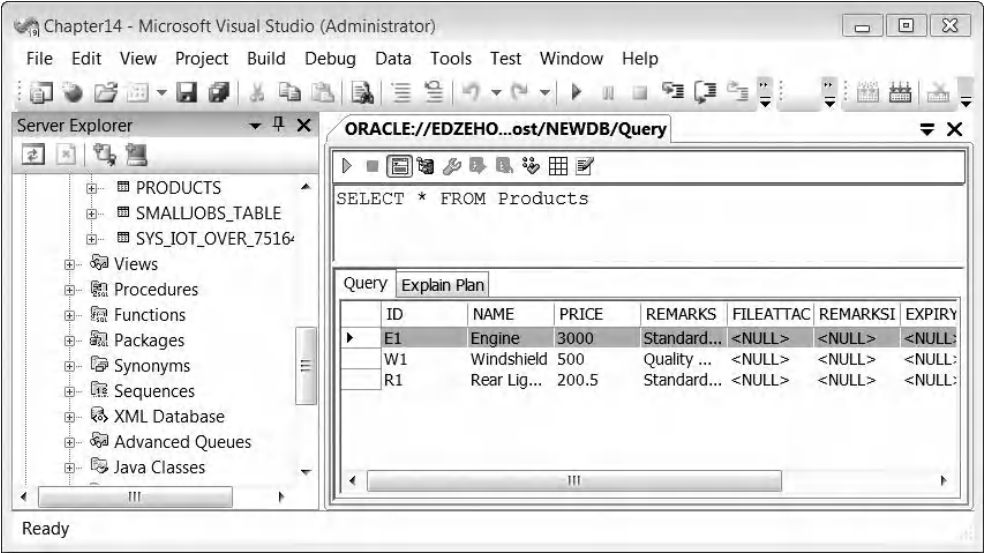 Chapter14 - Microsoft Visual Studio (Administrator)
File Edit View Project Build Debug Data Tools Test Window Help
Server Explorer
PRODUCTS
SMALLJOBS_TABLE
SYS_IOT_OVER_7516
Views
Procedures
Functions
Packages
Synonyms
Sequences
XML Database
Advanced Queues
Java Classes
ORACLE://EDZEHO...ost/NEWDB/Query
SELECT * FROM Products
Query Explain Plan
ID NAME PRICE REMARKS FILEATTAC REMARKSI EXPIRY
E1 Engine 3000 Standard... <NULL> <NULL> <NULL>
W1 Windshield 500 Quality ... <NULL> <NULL> <NULL>
R1 Rear Lig... 200.5 Standard... <NULL> <NULL> <NULL>
Ready